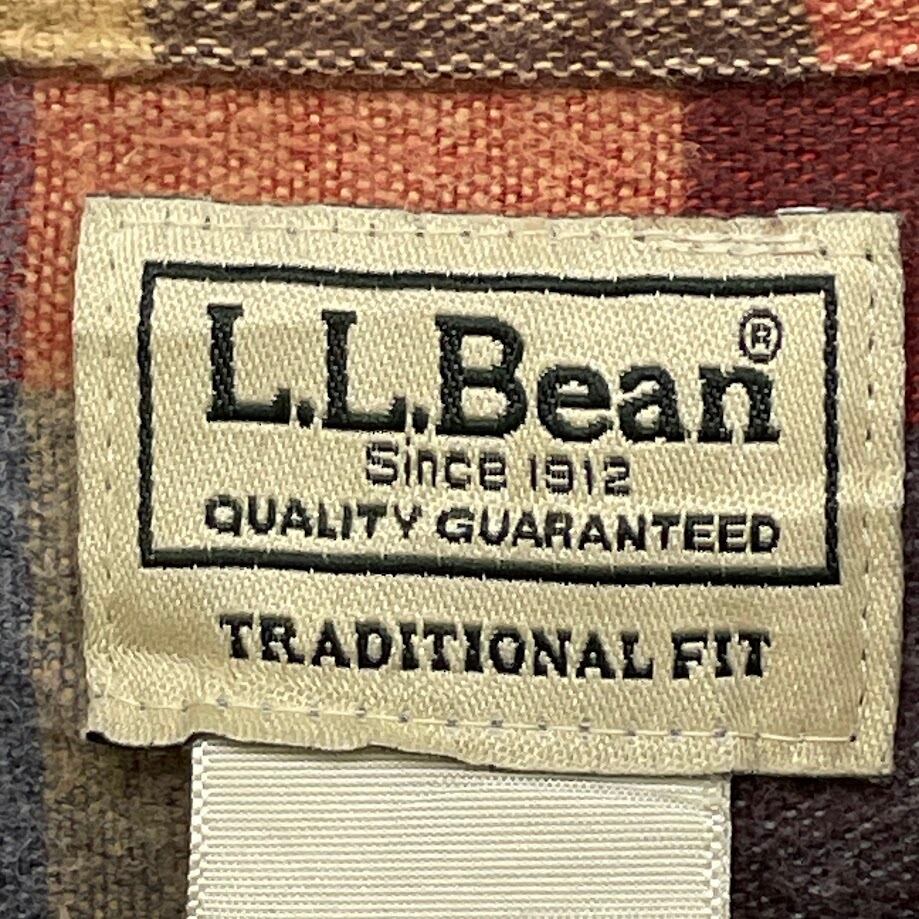 L.L.Bean®
Since 1912
QUALITY GUARANTEED
TRADITIONAL FIT